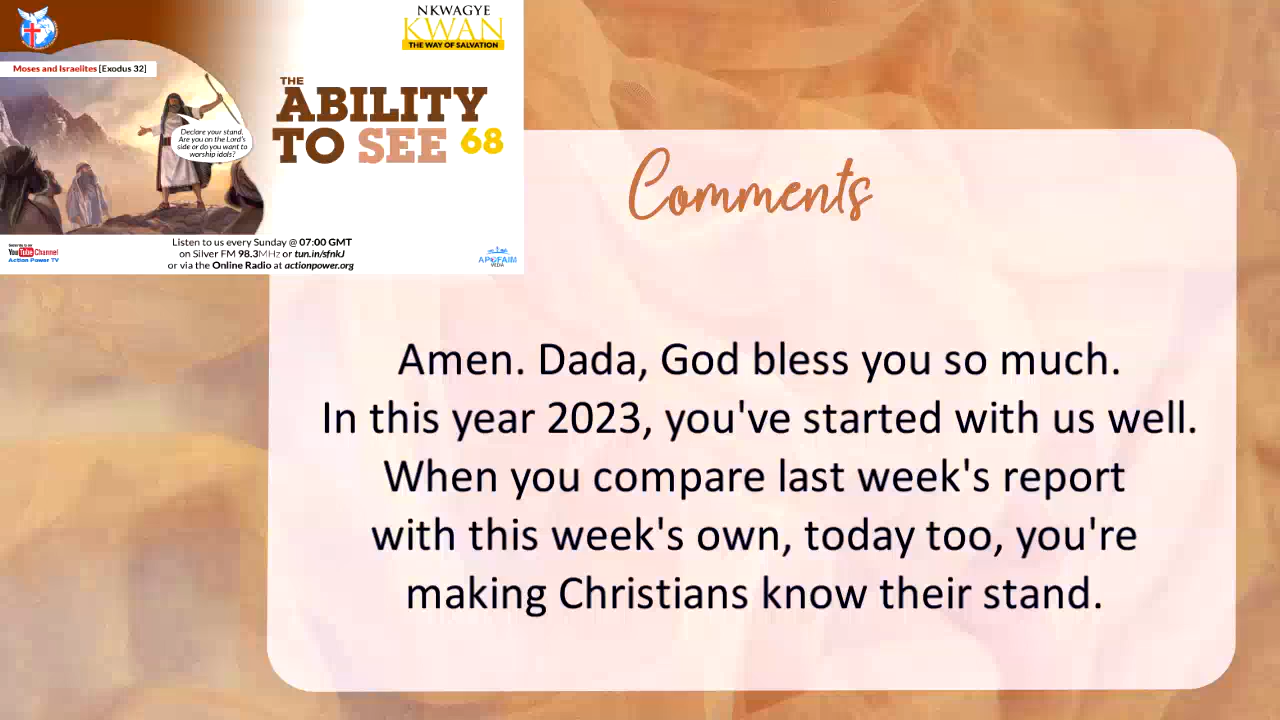 NKWAGYE
KWAN
THE WAY OF SALVATION
Moses and Israelites [Exodus 32]
THE
ABILITY
TO SEE 68
Declare your stand.
Are you on the Lord's
side or do you want to
worship idols?
Listen to us every Sunday @ 07:00 GMT
on Silver FM 98.3MHz or tun.in/sfnkJ
or via the Online Radio at actionpower.org
YouTube Channel
Action Power TV
APOFAIM
Comments
Amen. Dada, God bless you so much.
In this year 2023, you've started with us well.
When you compare last week's report
with this week's own, today too, you're
making Christians know their stand.